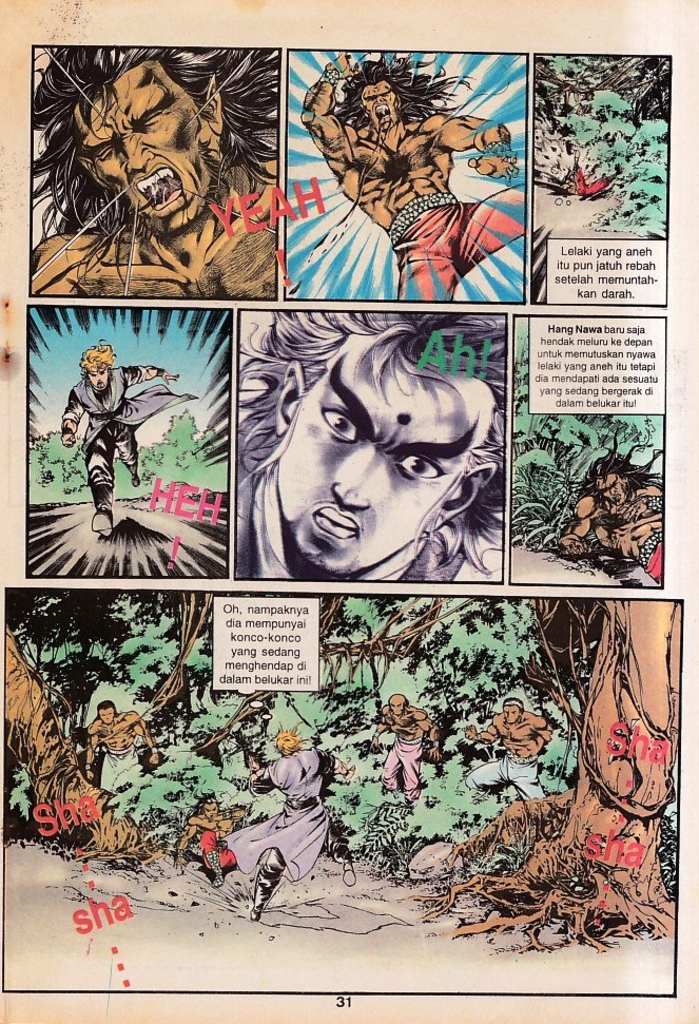 YEAH
!
Lelaki yang aneh
itu pun jatuh rebah
setelah memuntah-
kan darah.
HEH
!
Ah!
Hang Nawa baru saja
hendak meluru ke depan
untuk memutuskan nyawa
lelaki yang aneh itu tetapi
dia mendapati ada sesuatu
yang sedang berada di
dalam belukar itu!
Oh, nampaknya
dia mempunyai
konco-konco
yang sedang
menghendap di
dalam belukar ini!
Sha
sha
Sha
sha
31